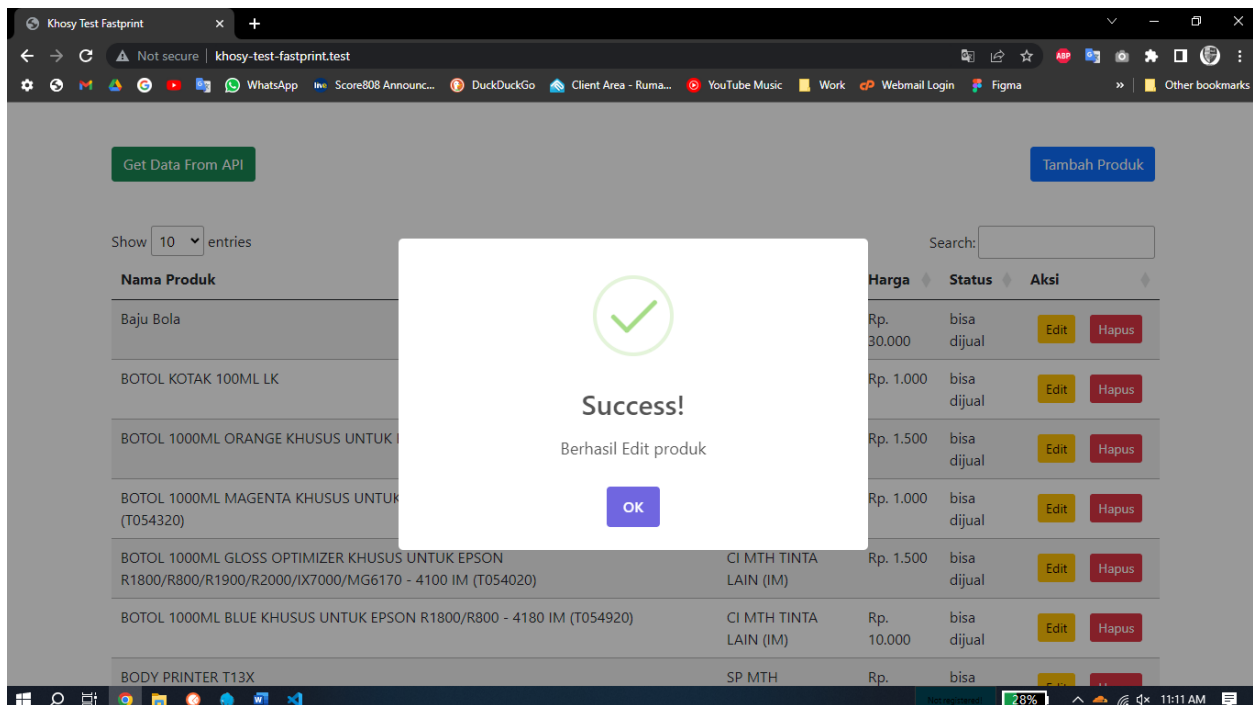 Khosy Test Fastprint
Not secure khosy-test-fastprint.test
ABP
WhatsApp Score808 Announc... DuckDuckGo Client Area - Ruma... YouTube Music Work cP Webmail Login Figma » Other bookmarks
Get Data From API Tambah Produk
Show 10 entries Search:
Nama Produk Harga Status Aksi
Baju Bola Rp. bisa Edit Hapus
30.000 dijual
BOTOL KOTAK 100ML LK Rp. 1.000 bisa Edit Hapus
dijual
Success!
BOTOL 1000ML ORANGE KHUSUS UNTUK Rp. 1.500 bisa Edit Hapus
Berhasil Edit produk dijual
BOTOL 1000ML MAGENTA KHUSUS UNTUK Rp. 1.000 bisa Edit Hapus
OK
(T054320) dijual
BOTOL 1000ML GLOSS OPTIMIZER KHUSUS UNTUK EPSON CI MTH TINTA Rp. 1.500 bisa Edit Hapus
R1800/R800/R1900/R2000/IX7000/MG6170 - 4100 IM (T054020) LAIN (IM) dijual
BOTOL 1000ML BLUE KHUSUS UNTUK EPSON R1800/R800 - 4180 IM (T054920) CI MTH TINTA Rp. bisa Edit Hapus
LAIN (IM) 10.000 dijual
BODY PRINTER T13X SP MTH Rp. bisa
28% 11:11 AM